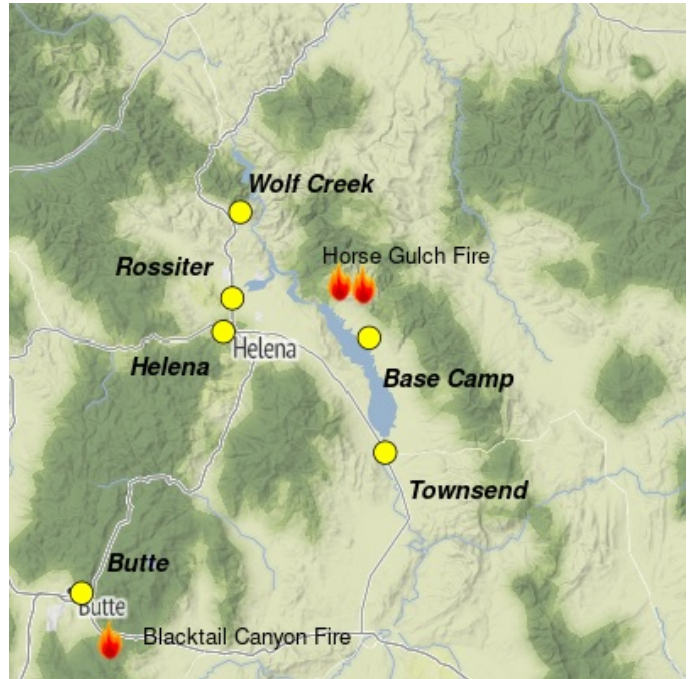 Wolf Creek
Horse Gulch Fire
Rossiter
Helena
Helena
Base Camp
Townsend
Butte
Butte
Blacktail Canyon Fire